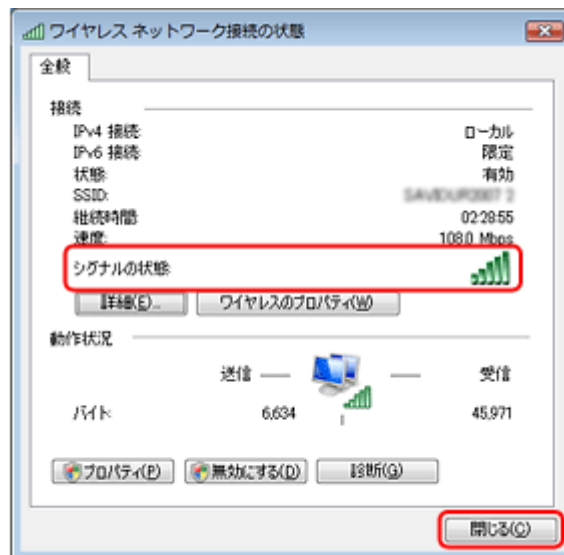 ワイヤレス ネットワーク接続の状態
全般
接続
IPv4 接続: ローカル
IPv6 接続: 限定
状態: 有効
SSID:
継続時間: 02:28:55
速度: 108.0 Mbps
シグナルの状態:
詳細(E)... ワイヤレスのプロパティ(W)
動作状況
送信 受信
バイト: 6,634 45,971
プロパティ(P) 無効にする(D) 診断(G)
閉じる(C)